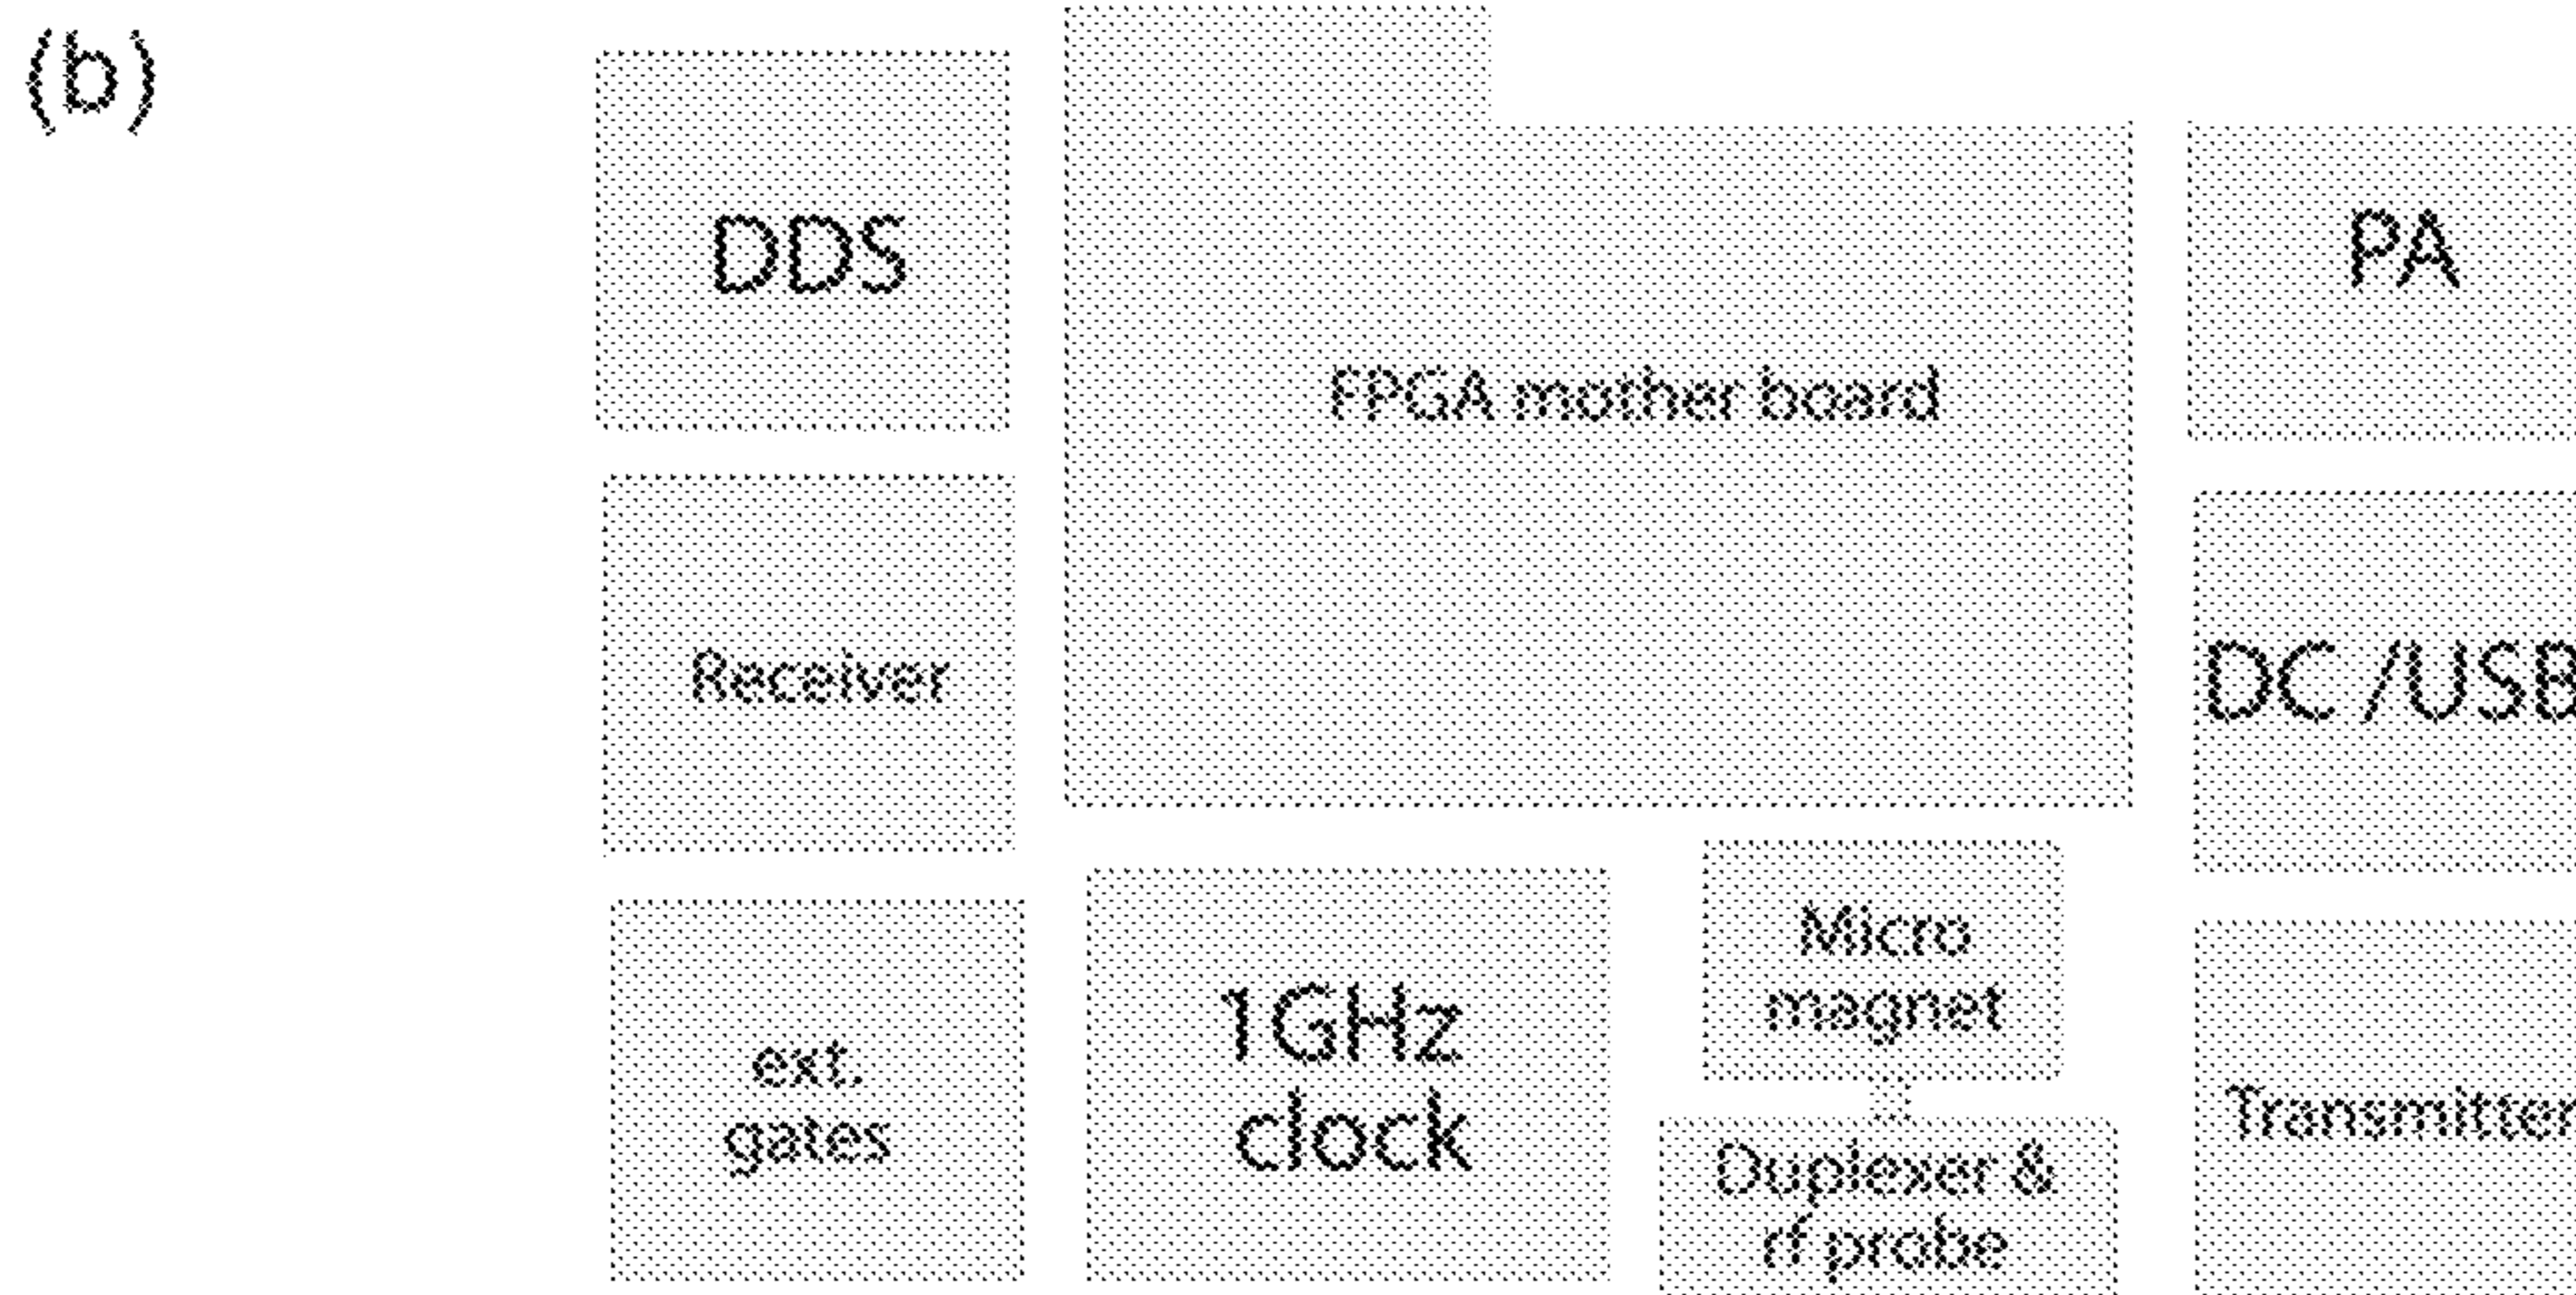 (b)
DDS
FPGA mother board
PA
Receiver
DC /USB
ext.
gates
1GHz
clock
Micro
magnet
Duplexer &
rf probe
Transmitter